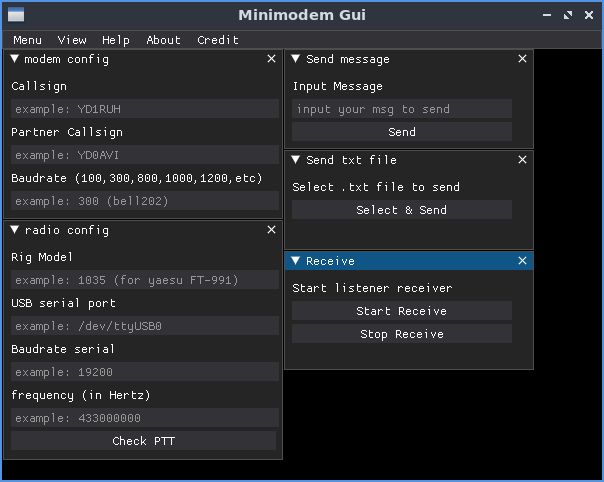 Minimodem Gui
Menu View Help About Credit
modem config
Callsign
example: YD1RUH
Partner Callsign
example: YD0AVI
Baudrate (100,300,800,1000,1200,etc)
example: 300 (bell202)
radio config
Rig Model
example: 1035 (for yaesu FT-991)
USB serial port
example: /dev/ttyUSB0
Baudrate serial
example: 19200
frequency (in Hertz)
example: 433000000
Check PTT
Send message
Input Message
input your msg to send
Send
Send txt file
Select .txt file to send
Select & Send
Receive
Start listener receiver
Start Receive
Stop Receive